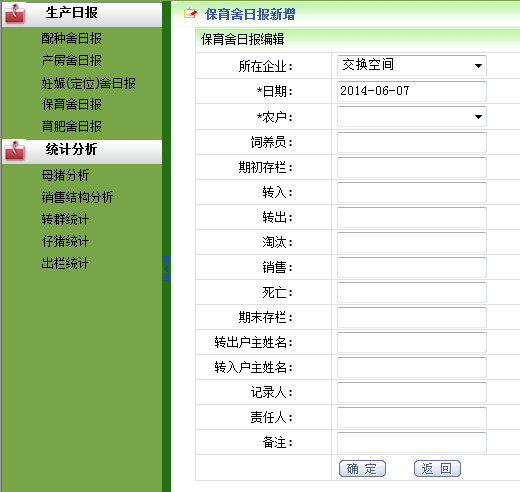 生产日报
配种舍日报
产房舍日报
妊娠(定位)舍日报
保育舍日报
育肥舍日报
统计分析
母猪分析
销售结构分析
转群统计
仔猪统计
出栏统计
保育舍日报新增
保育舍日报编辑
所在企业： 交换空间
*日期： 2014-06-07
*农户：
饲养员：
期初存栏：
转入：
转出：
淘汰：
销售：
死亡：
期末存栏：
转出户主姓名：
转入户主姓名：
记录人：
责任人：
备注：
确 定 返 回